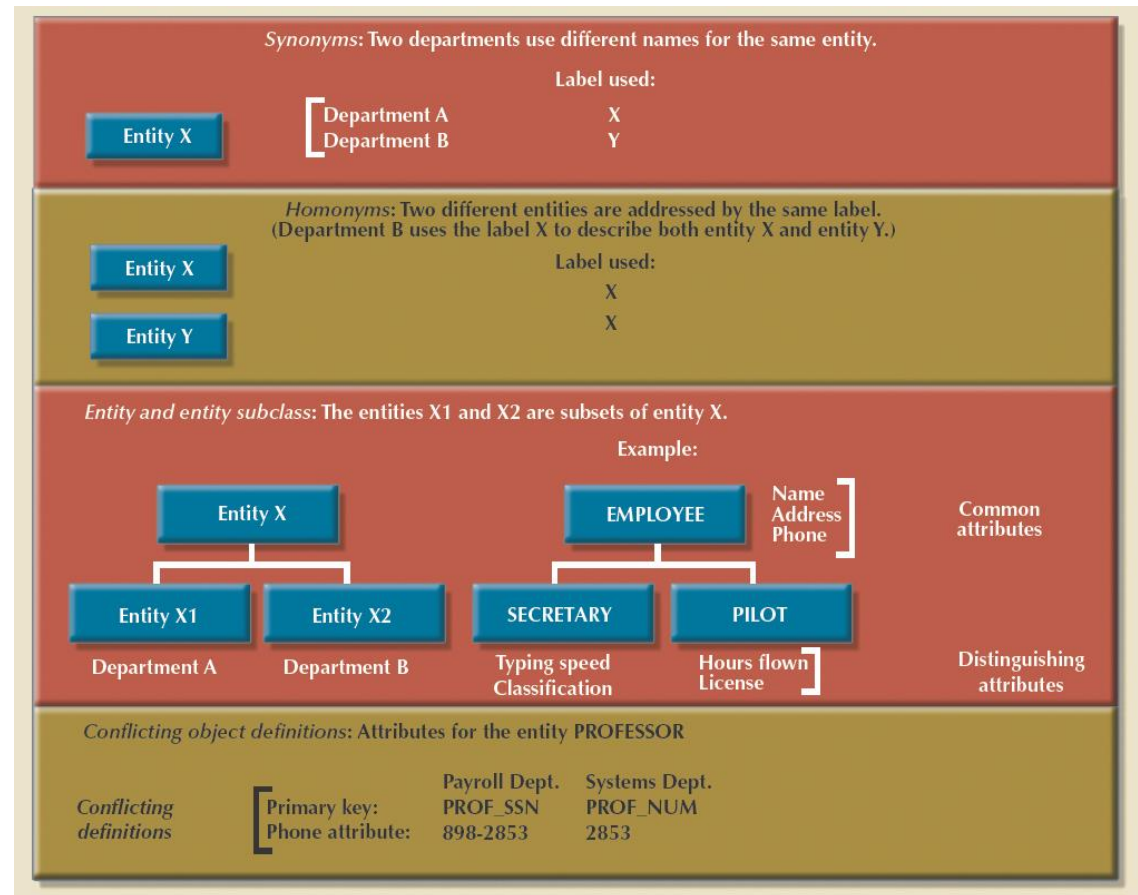 Synonyms: Two departments use different names for the same entity.
Label used:
Entity X
Department A X
Department B Y
Homonyms: Two different entities are addressed by the same label.
(Department B uses the label X to describe both entity X and entity Y.)
Entity X
Label used:
X
Entity Y
X
Entity and entity subclass: The entities X1 and X2 are subsets of entity X.
Example:
Entity X
EMPLOYEE
Name
Address
Phone
Common
attributes
Entity X1
Entity X2
SECRETARY
PILOT
Department A
Department B
Typing speed
Classification
Hours flown
License
Distinguishing
attributes
Conflicting object definitions: Attributes for the entity PROFESSOR
Payroll Dept. Systems Dept.
Conflicting
definitions
Primary key: PROF_SSN PROF_NUM
Phone attribute: 898-2853 2853